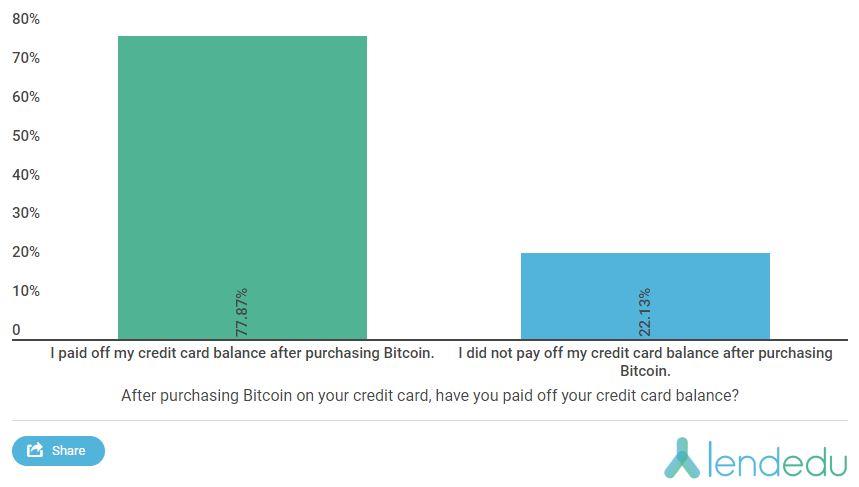 80%
70%
60%
50%
40%
30%
20%
10%
0
77.87%
22.13%
I paid off my credit card balance after purchasing Bitcoin.
I did not pay off my credit card balance after purchasing
Bitcoin.
After purchasing Bitcoin on your credit card, have you paid off your credit card balance?
Share
lendedu